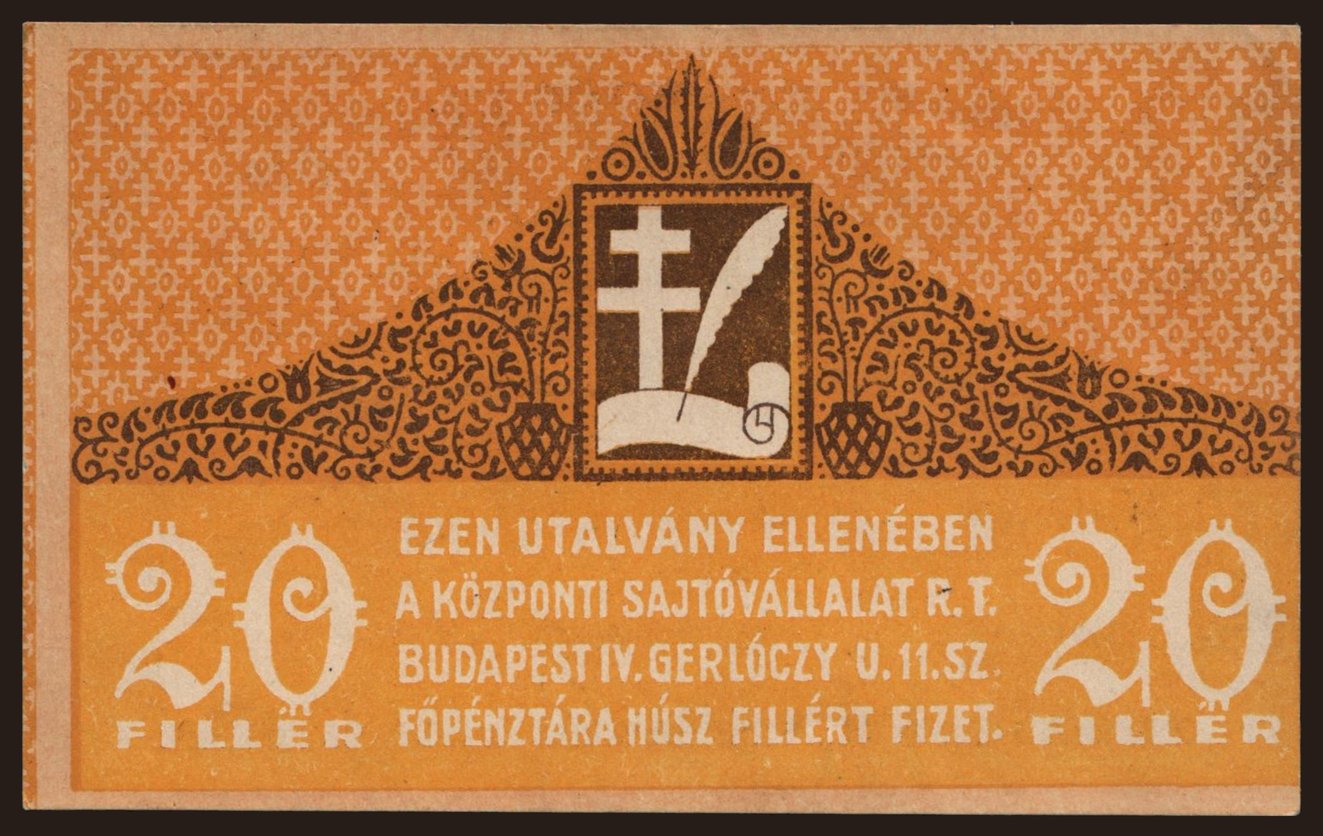 EZEN UTALVÁNY ELLENÉBEN
A KÖZPONTI SAJTÓVÁLLALAT R.T.
BUDAPEST IV. GERLÓCZY U. 11. SZ.
FŐPÉNZTÁRA HÚSZ FILLÉRT FIZET.
20
FILLÉR
20
FILLÉR